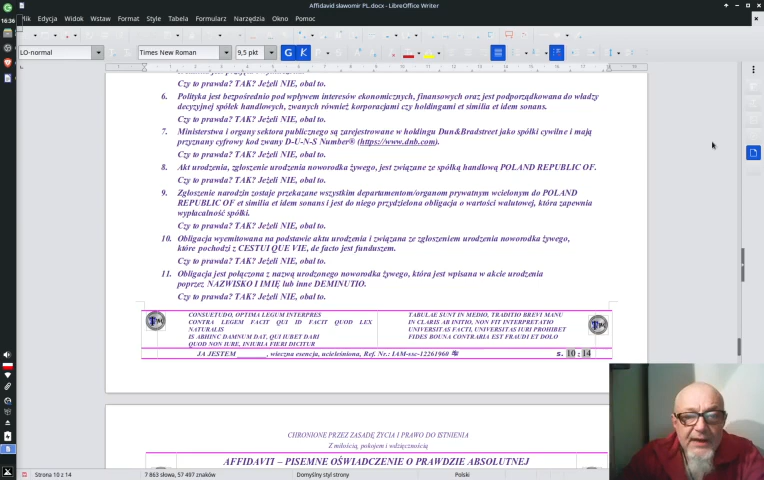 Affidavid sławomir PL.docx - LibreOffice Writer
16:36
Plik Edycja Widok Wstaw Format Style Tabela Formularz Narzędzia Okno Pomoc
LO-normal
Times New Roman
9,5 pkt
G K
Czy to prawda? TAK? Jeżeli NIE, obal to.
6. Polityka jest bezpośrednio pod wpływem interesów ekonomicznych, finansowych oraz jest podporządkowana do władzy
decyzyjnej spółek handlowych, zwanych również korporacjami czy holdingami et similia et idem sonans.
Czy to prawda? TAK? Jeżeli NIE, obal to.
7. Ministerstwa i organy sektora publicznego są zarejestrowane w holdingu Dun&Bradstreet jako spółki cywilne i mają
przyznany cyfrowy kod zwany D-U-N-S Number® (https://www.dnb.com).
Czy to prawda? TAK? Jeżeli NIE, obal to.
8. Akt urodzenia, zgłoszenie urodzenia noworodka żywego, jest związane ze spółką handlową POLAND REPUBLIC OF.
Czy to prawda? TAK? Jeżeli NIE, obal to.
9. Zgłoszenie narodzin zostaje przekazane wszystkim departamentom/organom prywatnym wcielonym do POLAND
REPUBLIC OF et similia et idem sonans i jest do niego przydzielona obligacja o wartości walutowej, która zapewnia
wypłacalność spółki.
Czy to prawda? TAK? Jeżeli NIE, obal to.
10. Obligacja wyemitowana na podstawie aktu urodzenia i związana ze zgłoszeniem urodzenia noworodka żywego,
które pochodzi z CESTUI QUE VIE, de facto jest funduszem.
Czy to prawda? TAK? Jeżeli NIE, obal to.
11. Obligacja jest połączona z nazwą urodzonego noworodka żywego, która jest wpisana w akcie urodzenia
poprzez NAZWISKO I IMIĘ lub inne DEMINUTIO.
Czy to prawda? TAK? Jeżeli NIE, obal to.
CONSUETUDO, OPTIMA LEGUM INTERPRES
CONTRA LEGEM FACIT QUI ID FACIT QUOD LEX
NATURALIS
IS ABHINC DAMNUM DAT, QUI IUBET DARI
QUOD NON IURE, INIURIA FIERI DICITUR
TABULAE SUNT IN MEDIO, TRADITIO BREVI MANU
IN CLARIS AB INITIO, NON FIT INTERPRETATIO
UNIVERSITAS FACTI, UNIVERSITAS IURI PROHIBET
FIDES BOUNA CONTRARIA EST FRAUDI ET DOLO
JA JESTEM ______, wieczna esencja, ucieleśniona, Ref. Nr.: IAM-ssc-12261960
s. 10 : 14
CHRONIONE PRZEZ ZASADĘ ŻYCIA I PRAWO DO ISTNIENIA
Z miłością, pokojem i wdzięcznością
AFFIDAVIT – PISEMNE OŚWIADCZENIE O PRAWDZIE ABSOLUTNEJ
Strona 10 z 14
7 863 słowa, 57 497 znaków
Domyślny styl strony
Polski